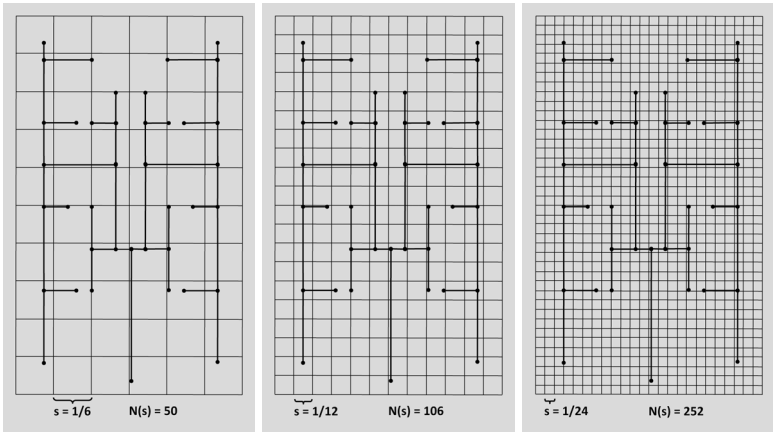 s = 1/6 N(s) = 50
s = 1/12 N(s) = 106
s = 1/24 N(s) = 252